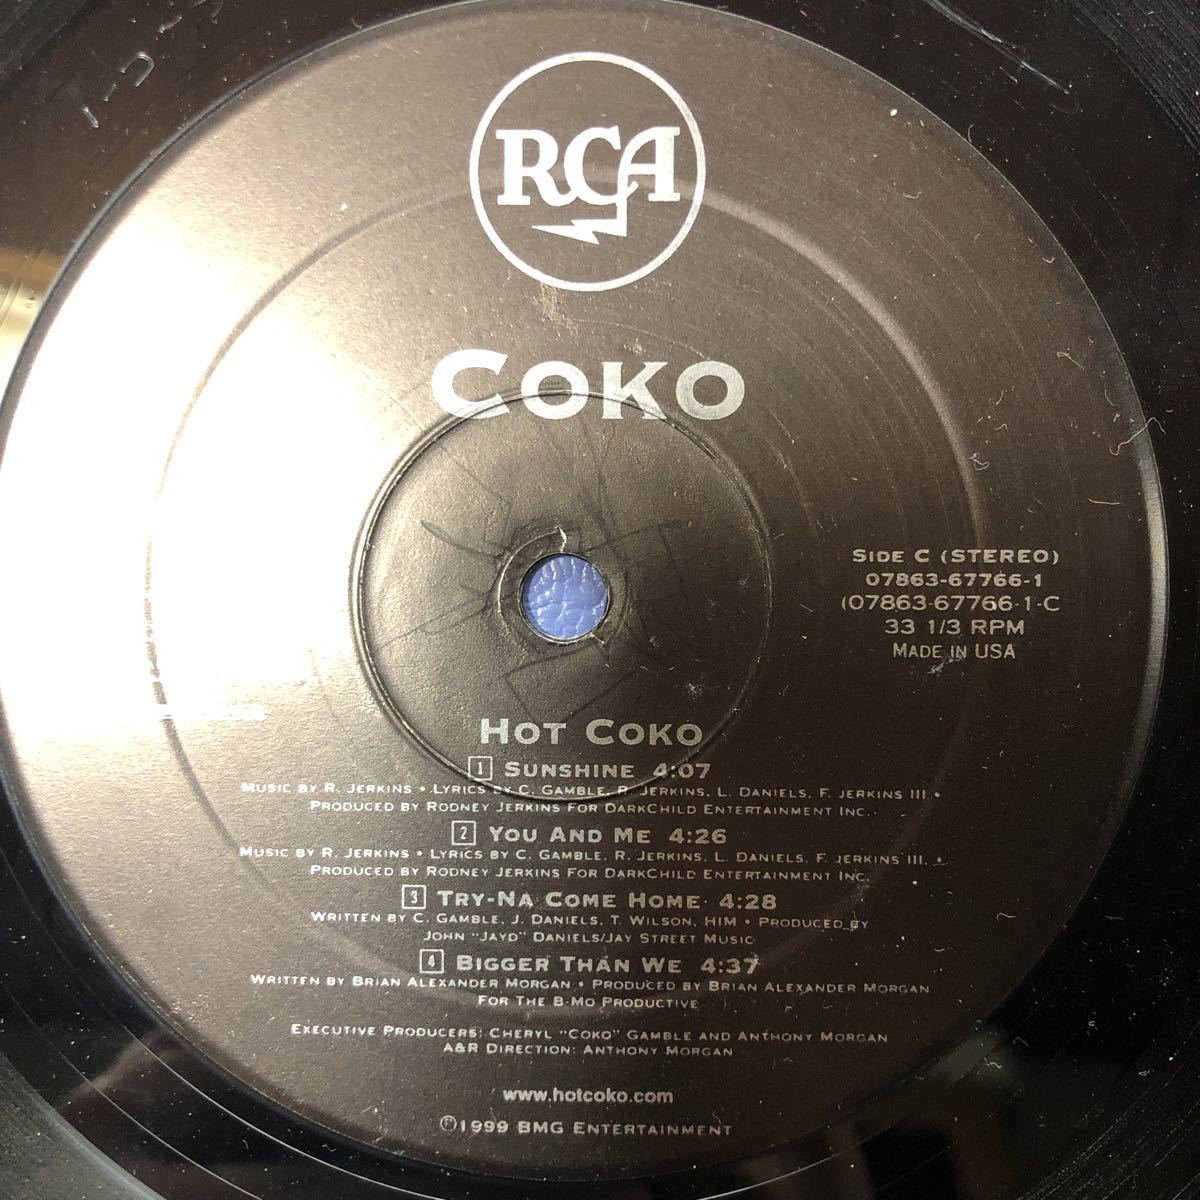 RCA
COKO
SIDE C (STEREO)
07863-67766-1
(07863-67766-1-C
33 1/3 RPM
MADE IN USA
HOT COKO
1 SUNSHINE 4:07
MUSIC BY R. JERKINS • LYRICS BY C. GAMBLE, R. JERKINS, L. DANIELS, F. JERKINS III •
PRODUCED BY RODNEY JERKINS FOR DARKCHILD ENTERTAINMENT INC.
2 YOU AND ME 4:26
MUSIC BY R. JERKINS • LYRICS BY C. GAMBLE, R. JERKINS, L. DANIELS, F. JERKINS III. •
PRODUCED BY RODNEY JERKINS FOR DARKCHILD ENTERTAINMENT INC.
3 TRY-NA COME HOME 4:28
WRITTEN BY C. GAMBLE, J. DANIELS, T. WILSON, HIM • PRODUCED BY
JOHN "JAYD" DANIELS/JAY STREET MUSIC
4 BIGGER THAN WE 4:37
WRITTEN BY BRIAN ALEXANDER MORGAN • PRODUCED BY BRIAN ALEXANDER MORGAN
FOR THE B-MO PRODUCTIVE
EXECUTIVE PRODUCERS: CHERYL "COKO" GAMBLE AND ANTHONY MORGAN
A&R DIRECTION: ANTHONY MORGAN
www.hotcoko.com
℗1999 BMG ENTERTAINMENT